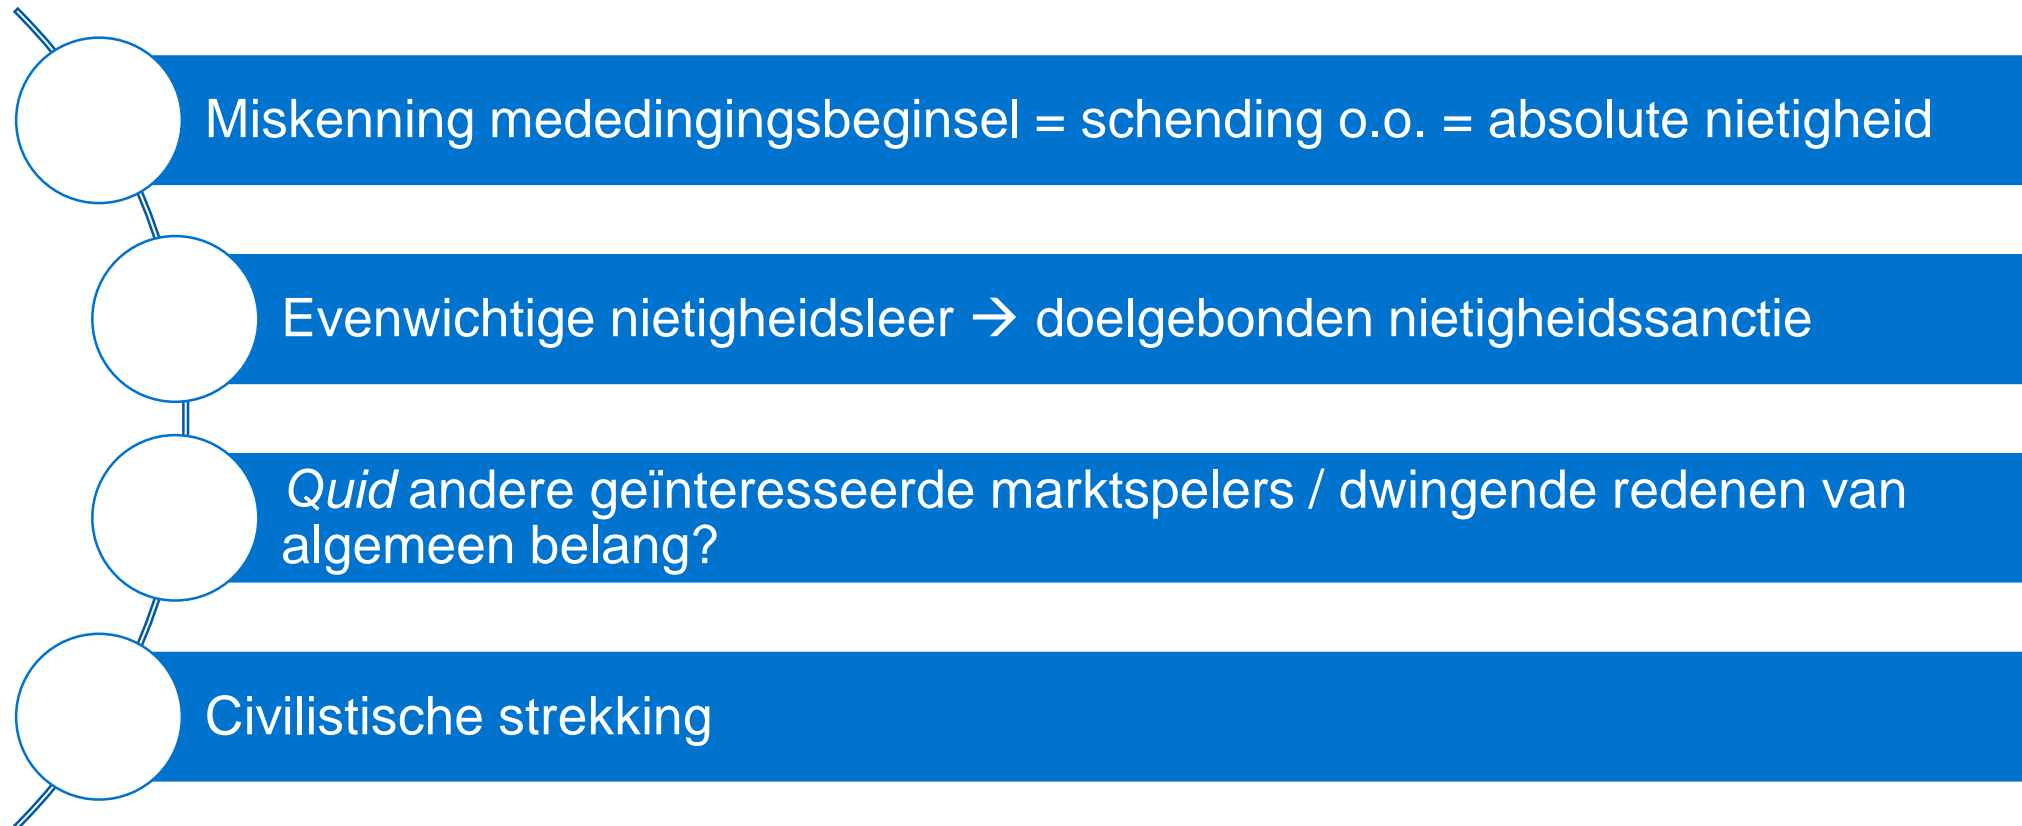 Miskenning mededingingsbeginsel = schending o.o. = absolute nietigheid
Evenwichtige nietigheidsleer → doelgebonden nietigheidssanctie
Quid andere geïnteresseerde marktspelers / dwingende redenen van
algemeen belang?
Civilistische strekking